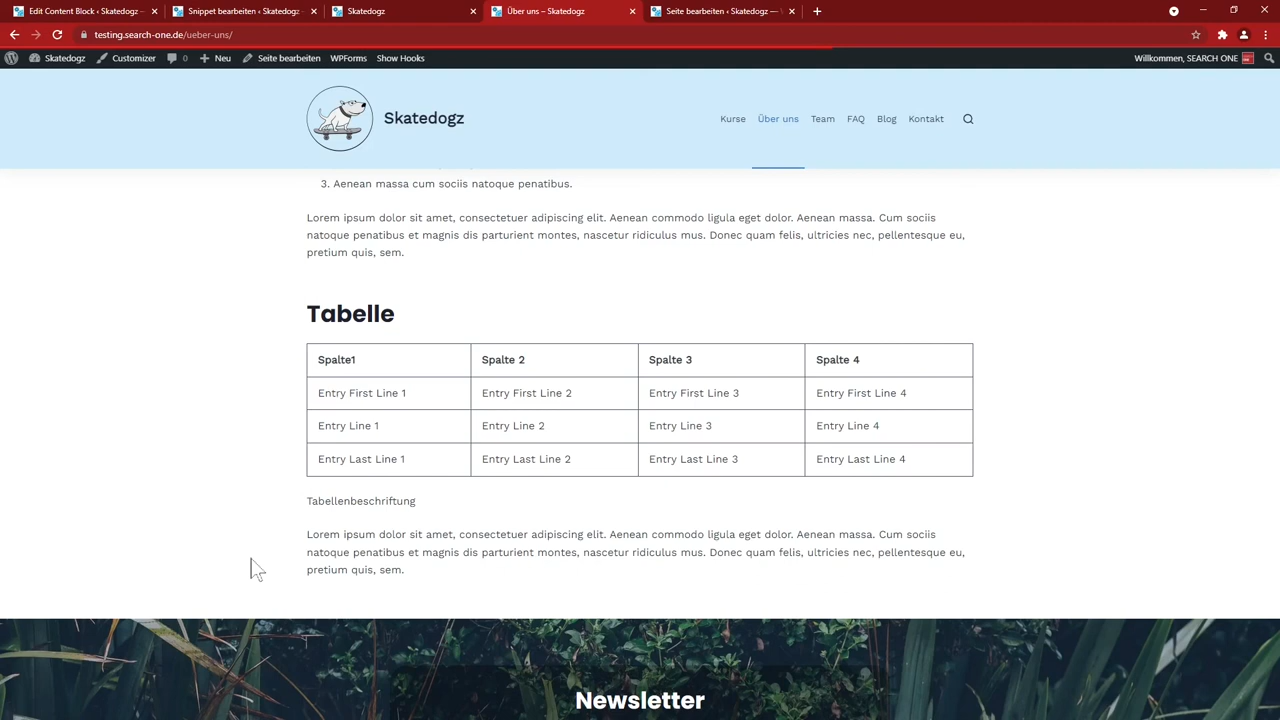 Edit Content Block ‹ Skatedogz –
Snippet bearbeiten ‹ Skatedogz
Skatedogz
Über uns – Skatedogz
Seite bearbeiten ‹ Skatedogz —
testing.search-one.de/ueber-uns/
Skatedogz
Customizer
0
Neu
Seite bearbeiten
WPForms
Show Hooks
Willkommen, SEARCH ONE
Skatedogz
Kurse Über uns Team FAQ Blog Kontakt
3. Aenean massa cum sociis natoque penatibus.
Lorem ipsum dolor sit amet, consectetuer adipiscing elit. Aenean commodo ligula eget dolor. Aenean massa. Cum sociis
natoque penatibus et magnis dis parturient montes, nascetur ridiculus mus. Donec quam felis, ultricies nec, pellentesque eu,
pretium quis, sem.
Tabelle
Spalte1 Spalte 2 Spalte 3 Spalte 4
Entry First Line 1 Entry First Line 2 Entry First Line 3 Entry First Line 4
Entry Line 1 Entry Line 2 Entry Line 3 Entry Line 4
Entry Last Line 1 Entry Last Line 2 Entry Last Line 3 Entry Last Line 4
Tabellenbeschriftung
Lorem ipsum dolor sit amet, consectetuer adipiscing elit. Aenean commodo ligula eget dolor. Aenean massa. Cum sociis
natoque penatibus et magnis dis parturient montes, nascetur ridiculus mus. Donec quam felis, ultricies nec, pellentesque eu,
pretium quis, sem.
Newsletter